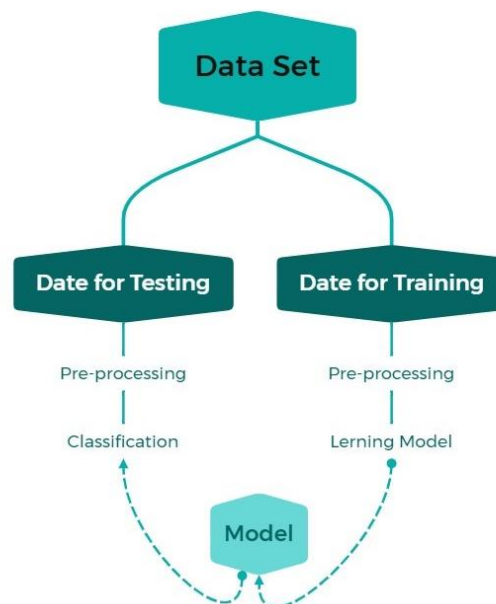 Data Set
Date for Testing
Date for Training
Pre-processing
Pre-processing
Classification
Lerning Model
Model